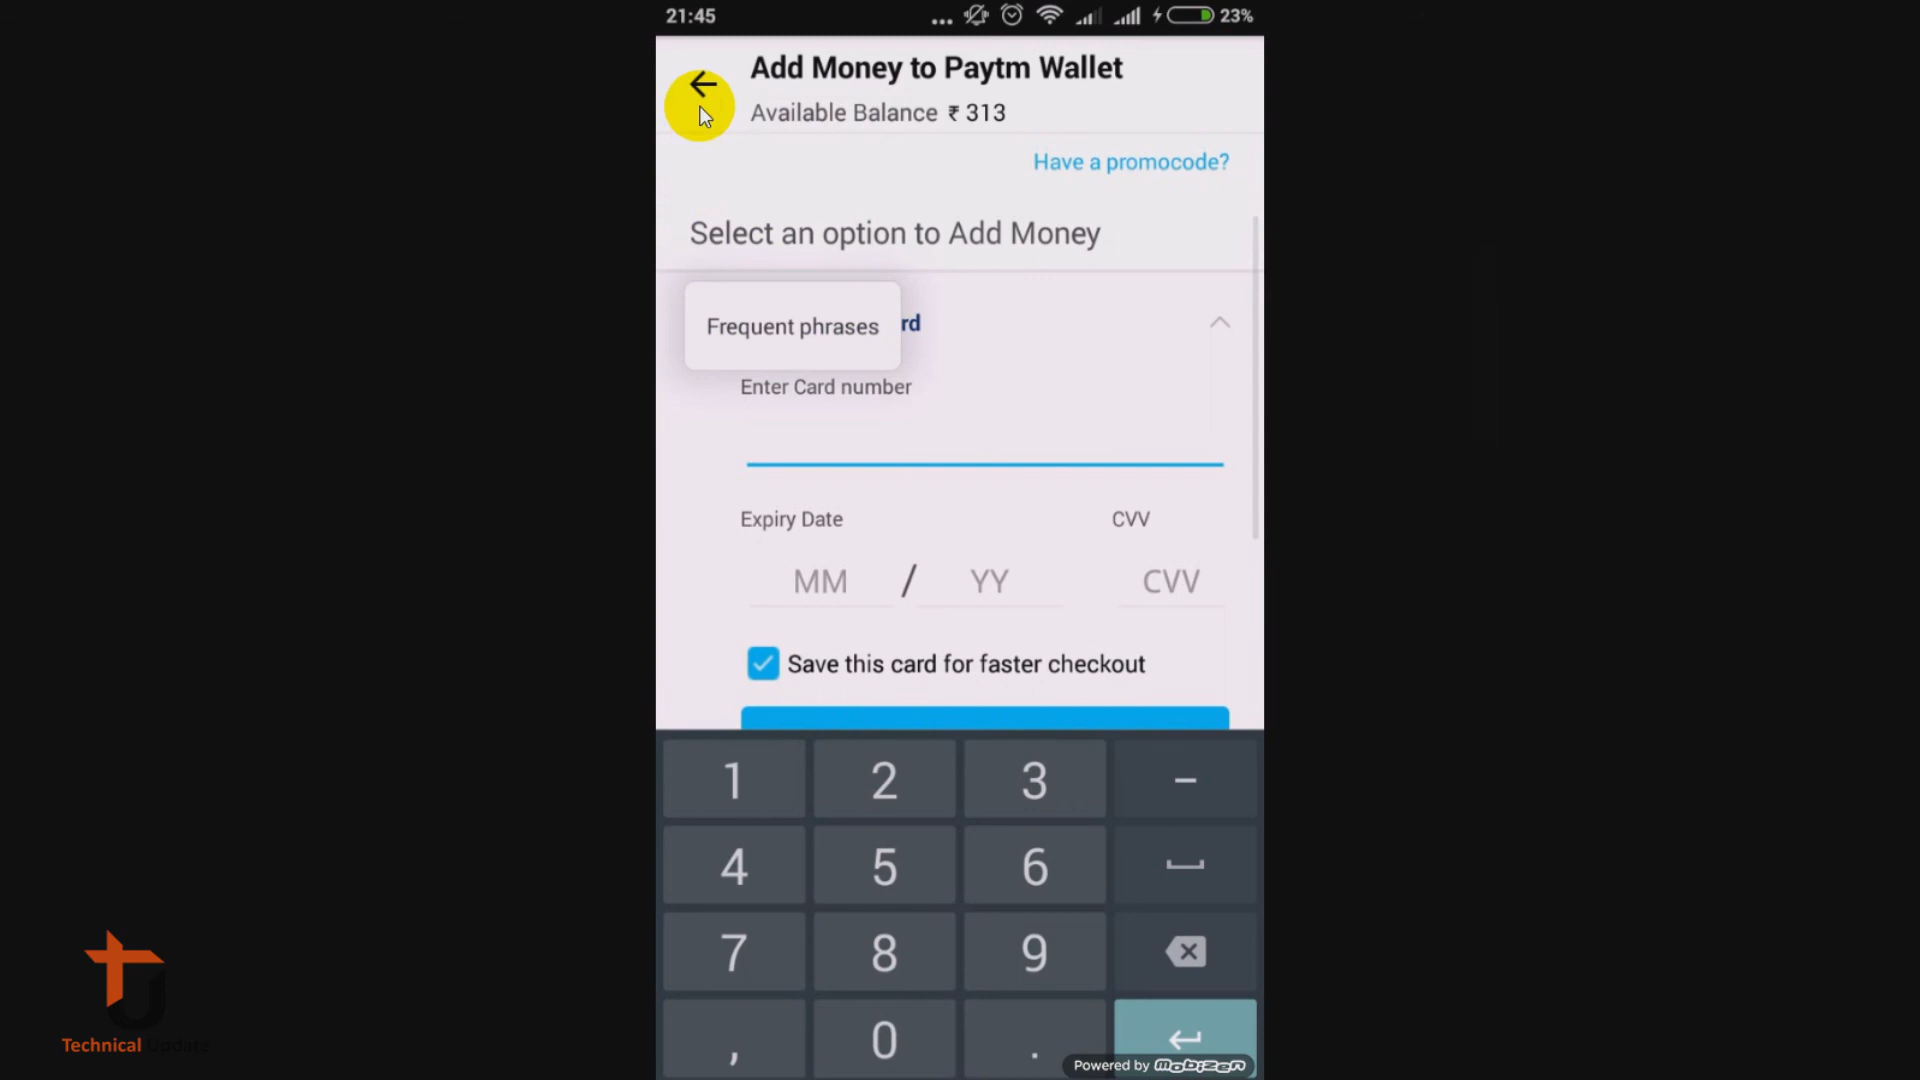 21:45
23%
Add Money to Paytm Wallet
Available Balance ₹ 313
Have a promocode?
Select an option to Add Money
Frequent phrases rd
Enter Card number
Expiry Date CVV
MM / YY CVV
Save this card for faster checkout
1 2 3 -
4 5 6
7 8 9
, 0 .
Powered by mobizen
Technical Update